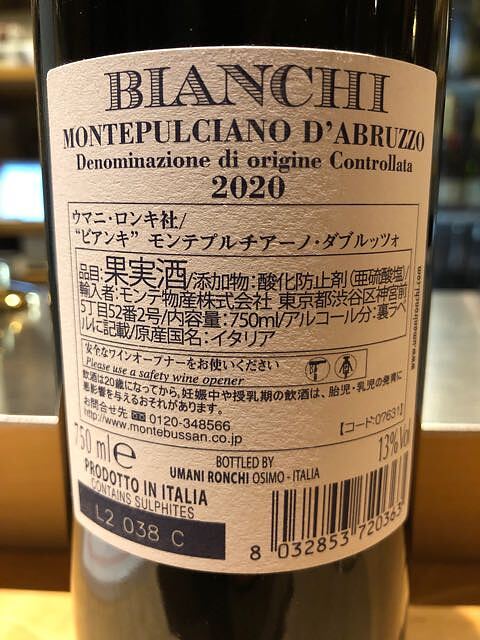 BIANCHI
MONTEPULCIANO D'ABRUZZO
Denominazione di origine Controllata
2020
ウマニ・ロンキ社/
"ビアンキ" モンテプルチアーノ・ダブルッツォ
品目:果実酒/添加物:酸化防止剤(亜硫酸塩)/
輸入者:モンテ物産株式会社 東京都渋谷区神宮前
5丁目52番2号/内容量:750ml/アルコール分:裏ラベ
ルに記載/原産国名:イタリア
安全なワインオープナーをお使いください
Please use a safety wine opener
飲酒は20歳になってから。妊娠中や授乳期の飲酒は、胎児・乳児の発育に
悪影響を与えるおそれがあります。
お問合せ先 0120-348566
http://www.montebussan.co.jp
【コード:07631】
www.umanironchi.com
750 ml e
13%Vol
BOTTLED BY
UMANI RONCHI OSIMO - ITALIA
PRODOTTO IN ITALIA
CONTAINS SULPHITES
L2 038 C
8 032853 720363